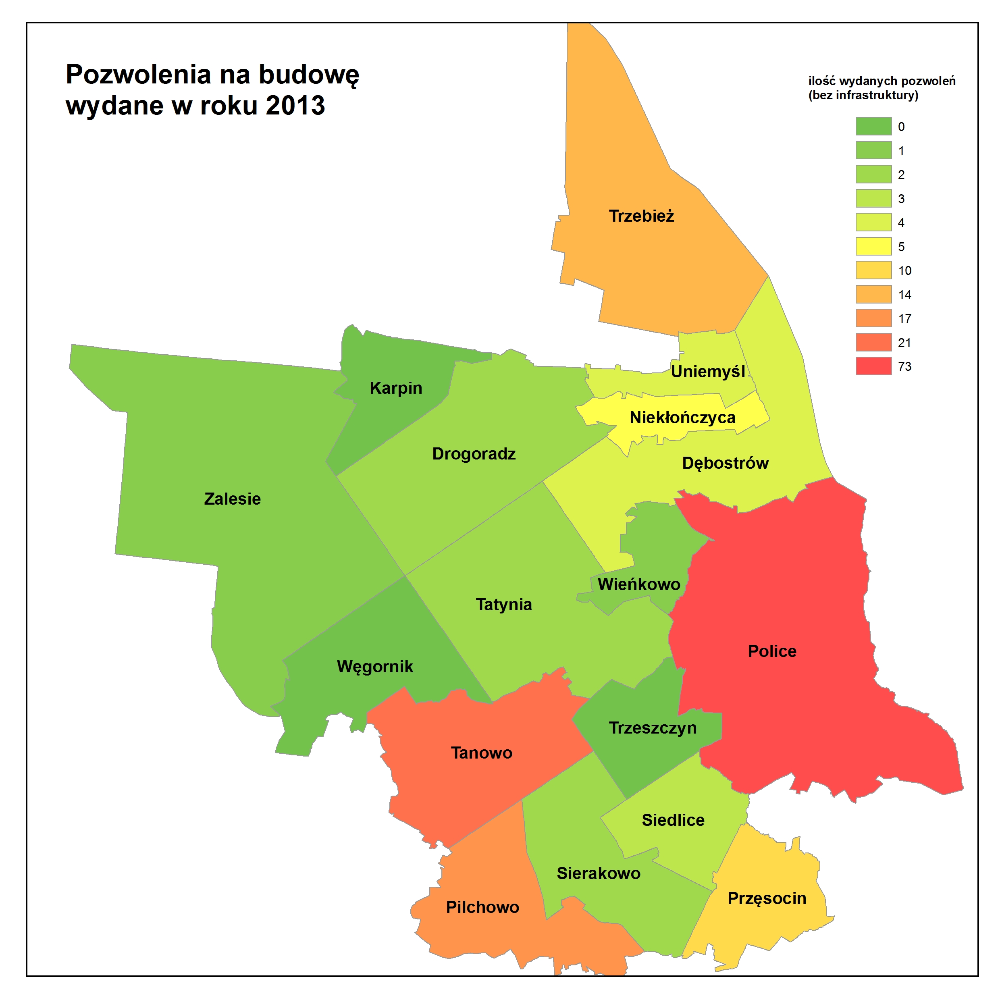 Pozwolenia na budowę
wydane w roku 2013
ilość wydanych pozwoleń
(bez infrastruktury)
0
1
2
3
4
5
10
14
17
21
73
Trzebież
Uniemyśl
Karpin
Niekłończyca
Drogoradz
Dębostrów
Zalesie
Wieńkowo
Tatynia
Police
Węgornik
Trzeszczyn
Tanowo
Siedlice
Sierakowo
Przęsocin
Pilchowo